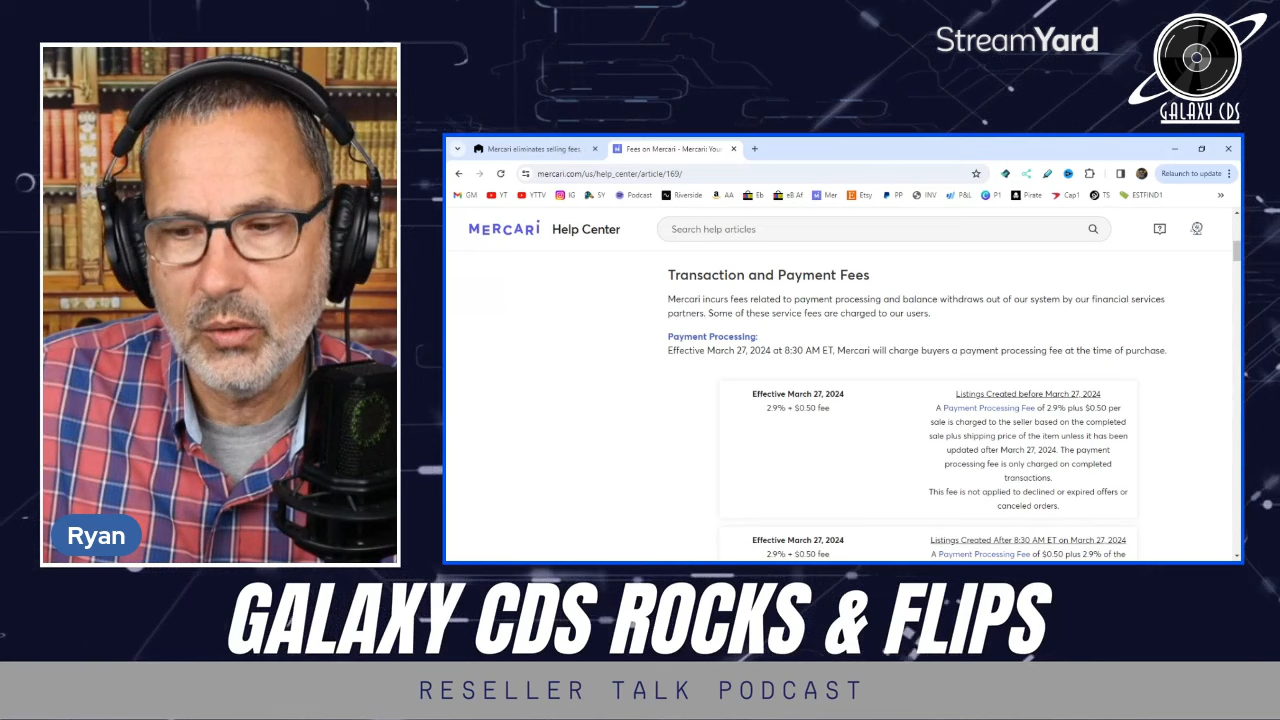 StreamYard
GALAXY CDS
Mercari eliminates selling fees
Fees on Mercari - Mercari: You
mercari.com/us/help_center/article/169/
Relaunch to update
GM
YT
YTTV
IG
SY
Podcast
Riverside
AA
Eb
eB Af
Mer
Etsy
PP
INV
P&L
P1
Pirate
Cap1
TS
ESTFIND1
MERCARI
Help Center
Search help articles
Transaction and Payment Fees
Mercari incurs fees related to payment processing and balance withdraws out of our system by our financial services
partners. Some of these service fees are charged to our users.
Payment Processing:
Effective March 27, 2024 at 8:30 AM ET, Mercari will charge buyers a payment processing fee at the time of purchase.
Effective March 27, 2024
2.9% + $0.50 fee
Listings Created before March 27, 2024
A Payment Processing Fee of 2.9% plus $0.50 per
sale is charged to the seller based on the completed
sale plus shipping price of the item unless it has been
updated after March 27, 2024. The payment
processing fee is only charged on completed
transactions.
This fee is not applied to declined or expired offers or
canceled orders.
Effective March 27, 2024
2.9% + $0.50 fee
Listings Created After 8:30 AM ET on March 27, 2024
A Payment Processing Fee of $0.50 plus 2.9% of the
Ryan
GALAXY CDS ROCKS & FLIPS
RESELLER TALK PODCAST